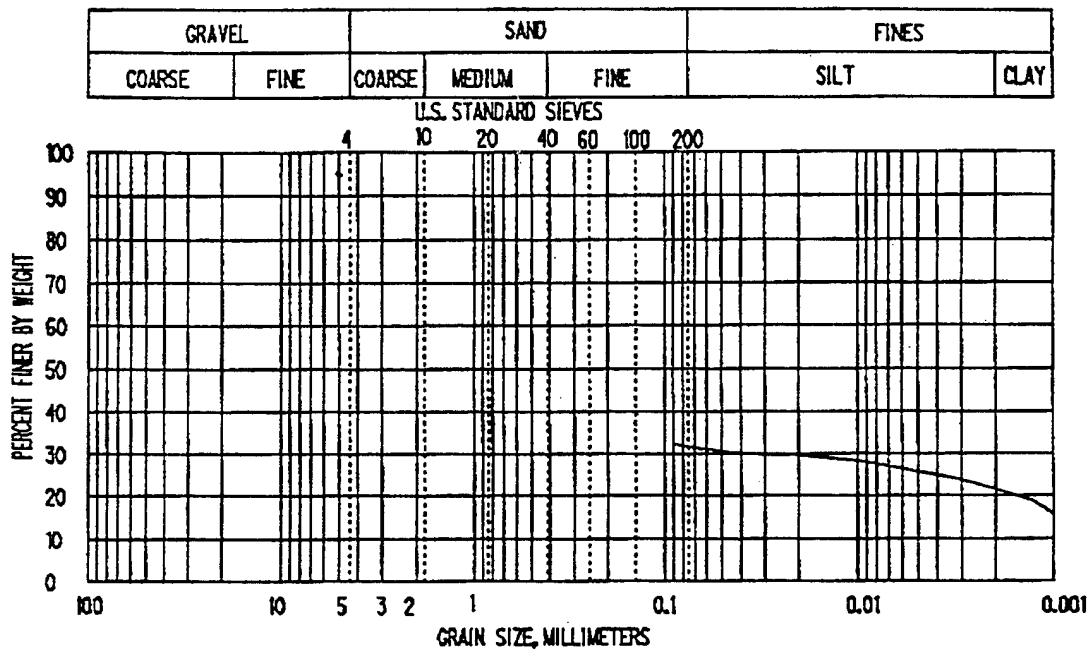 GRAVEL SAND FINES
COARSE FINE COARSE MEDIUM FINE SILT CLAY
U.S. STANDARD SIEVES
4 10 20 40 60 100 200
100
90
80
70
60
50
40
30
20
10
0
PERCENT FINER BY WEIGHT
100 10 5 3 2 1 0.1 0.01 0.001
GRAIN SIZE, MILLIMETERS